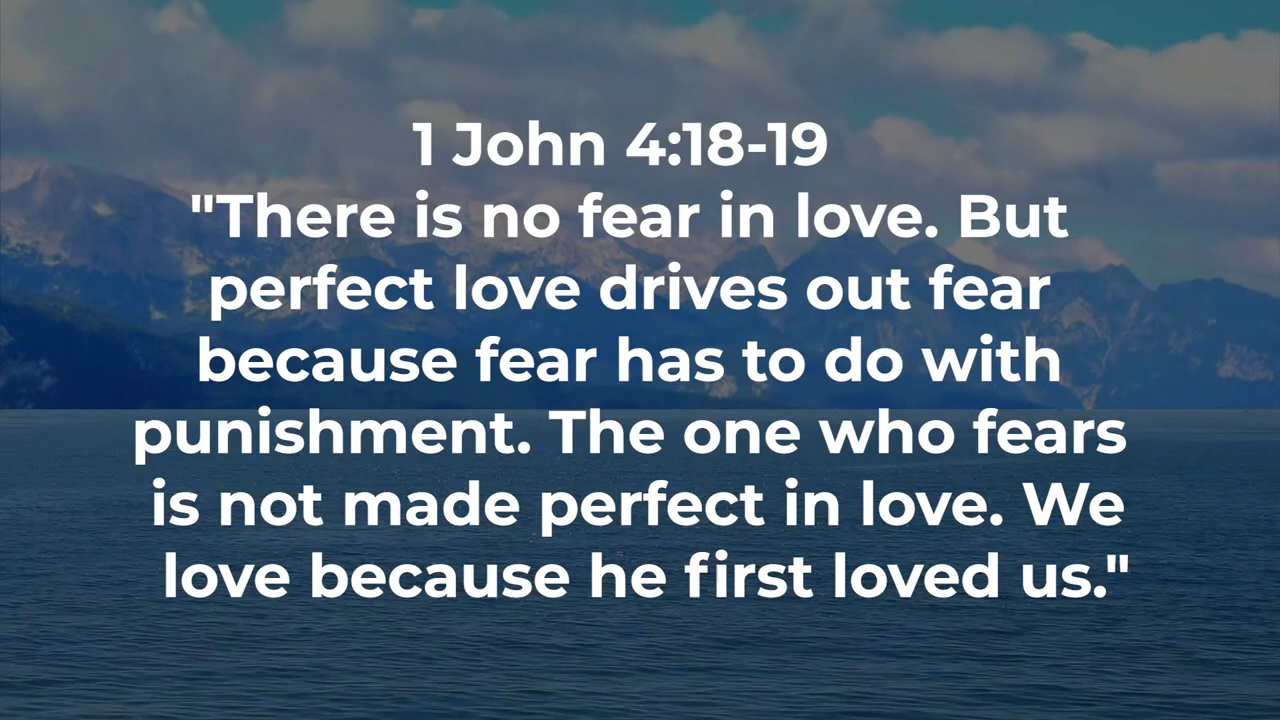 1 John 4:18-19
"There is no fear in love. But
perfect love drives out fear
because fear has to do with
punishment. The one who fears
is not made perfect in love. We
love because he first loved us."